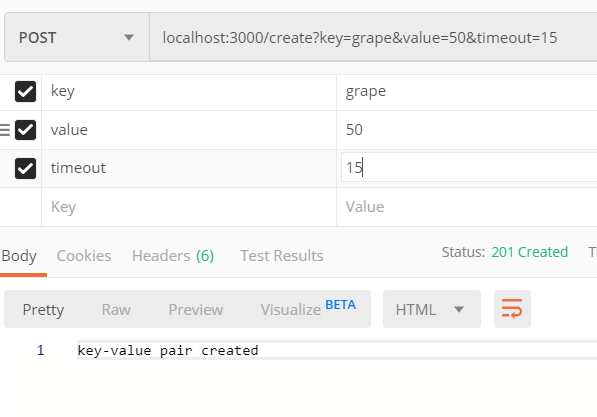 POST localhost:3000/create?key=grape&value=50&timeout=15
key grape
value 50
timeout 15
Key Value
Body Cookies Headers (6) Test Results Status: 201 Created
Pretty Raw Preview Visualize BETA HTML
1 key-value pair created